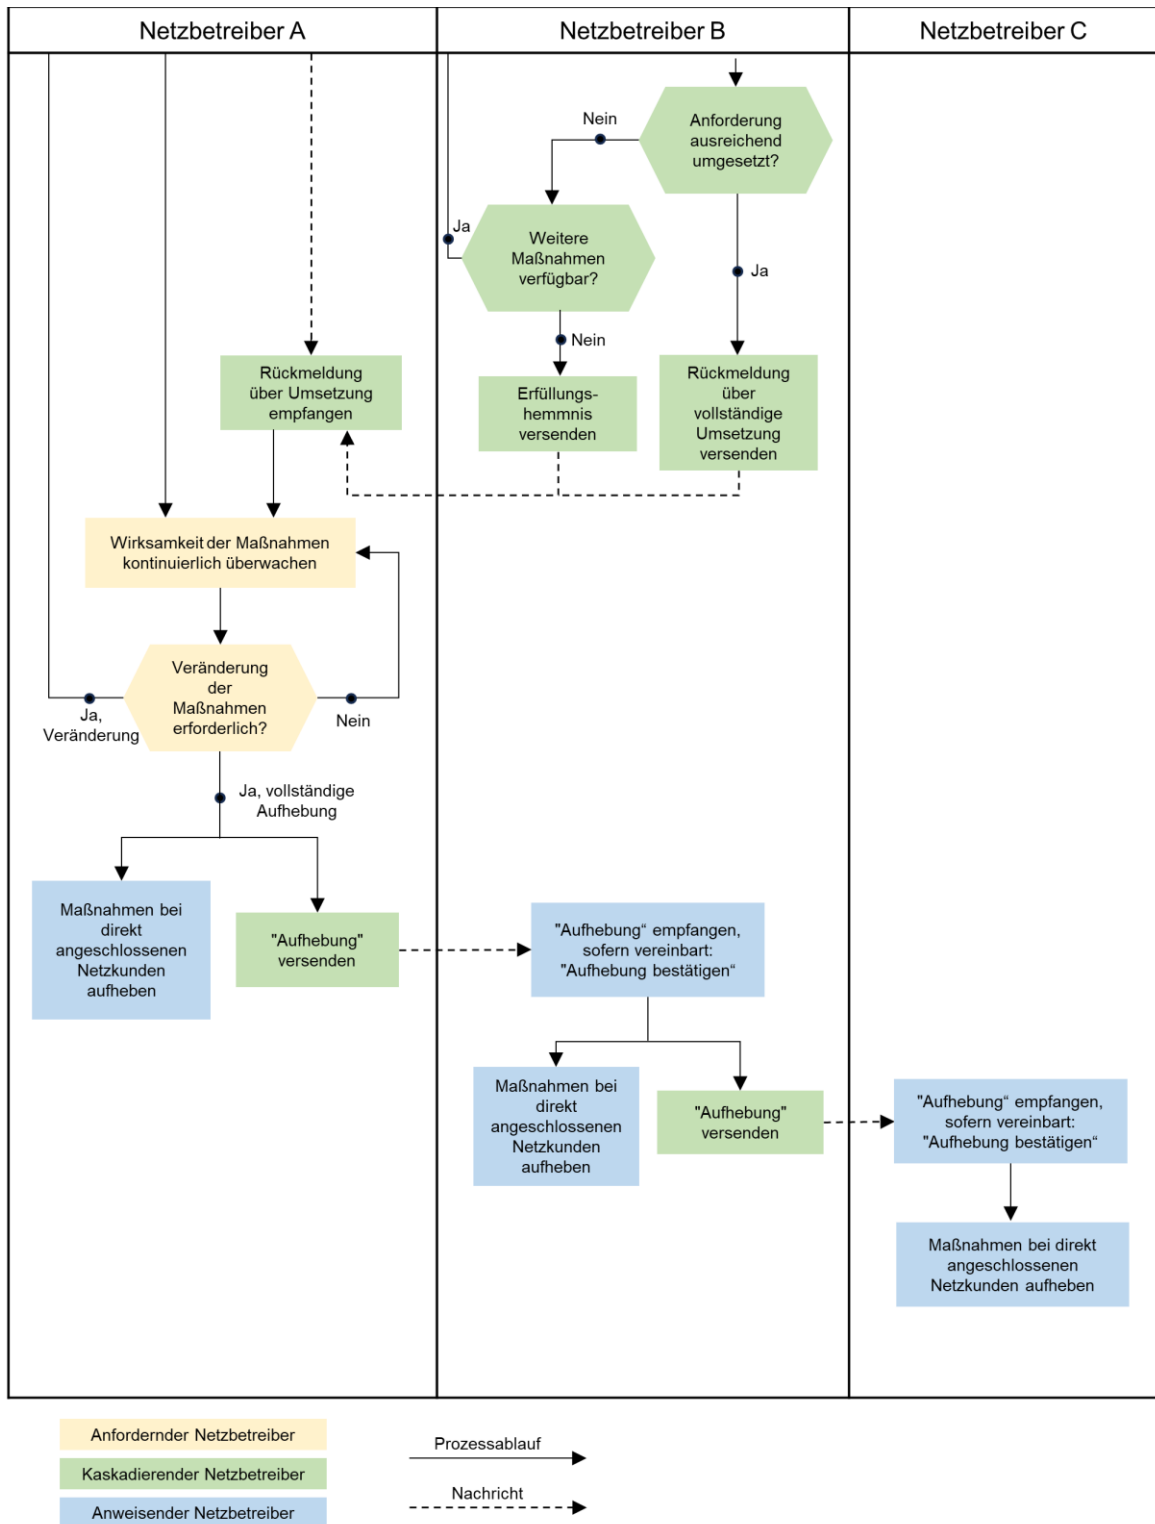 Netzbetreiber A
Netzbetreiber B
Netzbetreiber C
Anforderung
ausreichend
umgesetzt?
Nein
Weitere
Maßnahmen
verfügbar?
Ja
Ja
Nein
Rückmeldung
über Umsetzung
empfangen
Erfüllungs-
hemmnis
versenden
Rückmeldung
über
vollständige
Umsetzung
versenden
Wirksamkeit der Maßnahmen
kontinuierlich überwachen
Veränderung
der
Maßnahmen
erforderlich?
Ja,
Veränderung
Nein
Ja, vollständige
Aufhebung
Maßnahmen bei
direkt
angeschlossenen
Netzkunden
aufheben
"Aufhebung"
versenden
"Aufhebung“ empfangen,
sofern vereinbart:
"Aufhebung bestätigen“
Maßnahmen bei
direkt
angeschlossenen
Netzkunden
aufheben
"Aufhebung"
versenden
"Aufhebung“ empfangen,
sofern vereinbart:
"Aufhebung bestätigen“
Maßnahmen bei direkt
angeschlossenen
Netzkunden aufheben
Anfordernder Netzbetreiber
Kaskadierender Netzbetreiber
Anweisender Netzbetreiber
Prozessablauf
Nachricht